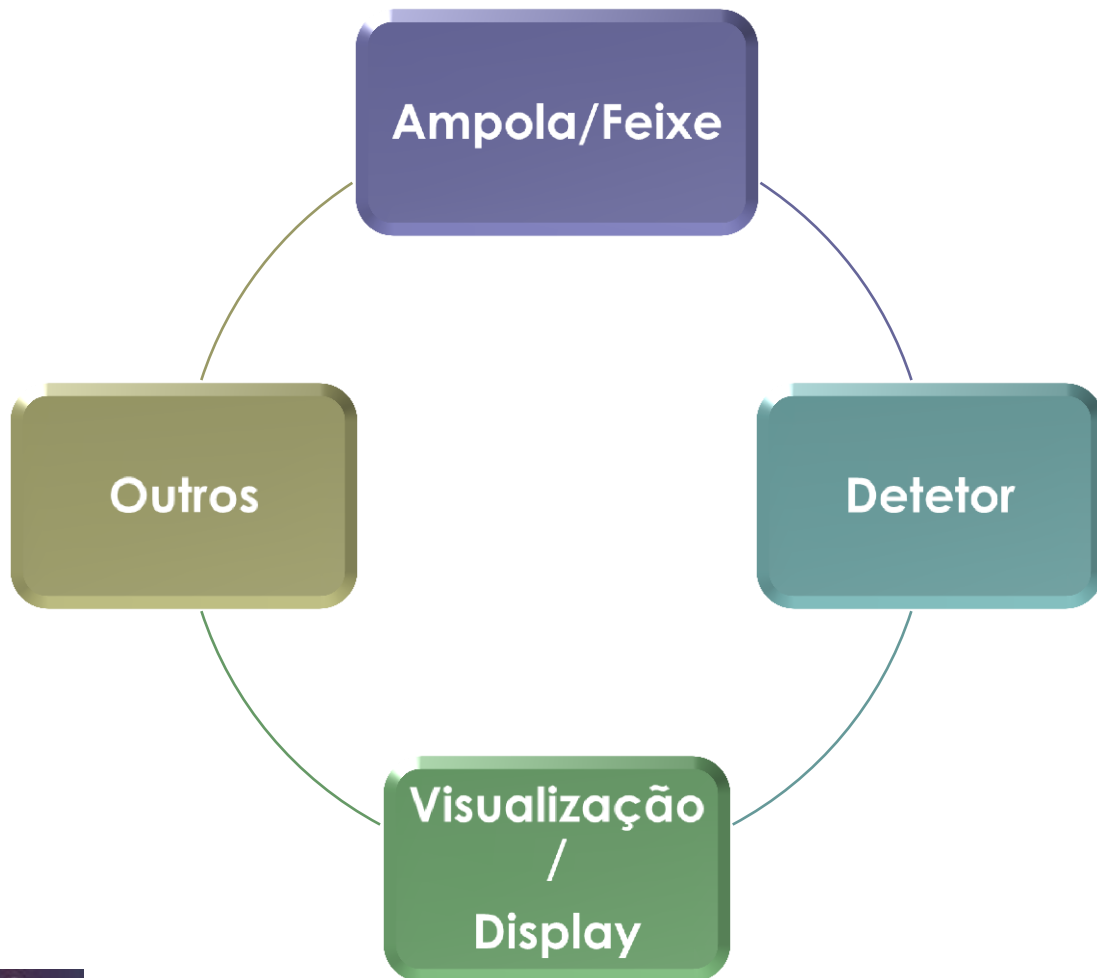 Ampola/Feixe
Outros
Detetor
Visualização
/
Display